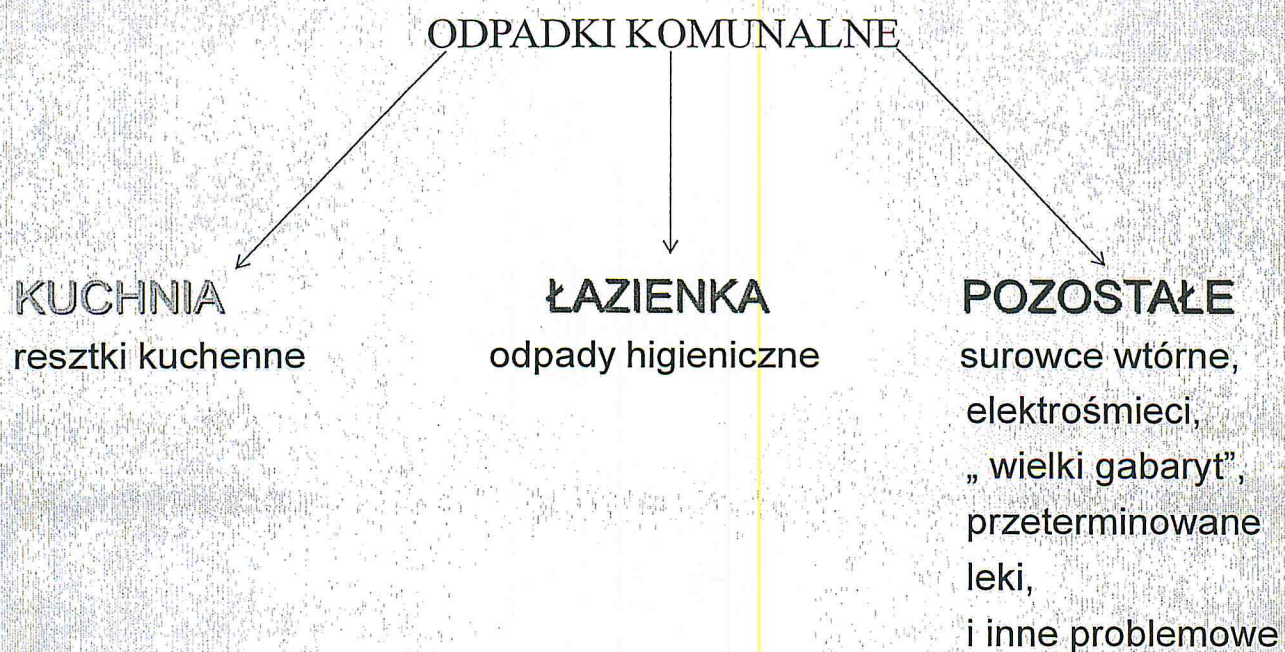 ODPADKI KOMUNALNE
KUCHNIA
resztki kuchenne
ŁAZIENKA
odpady higieniczne
POZOSTAŁE
surowce wtórne,
elektrośmieci,
„ wielki gabaryt”,
przeterminowane
leki,
i inne problemowe